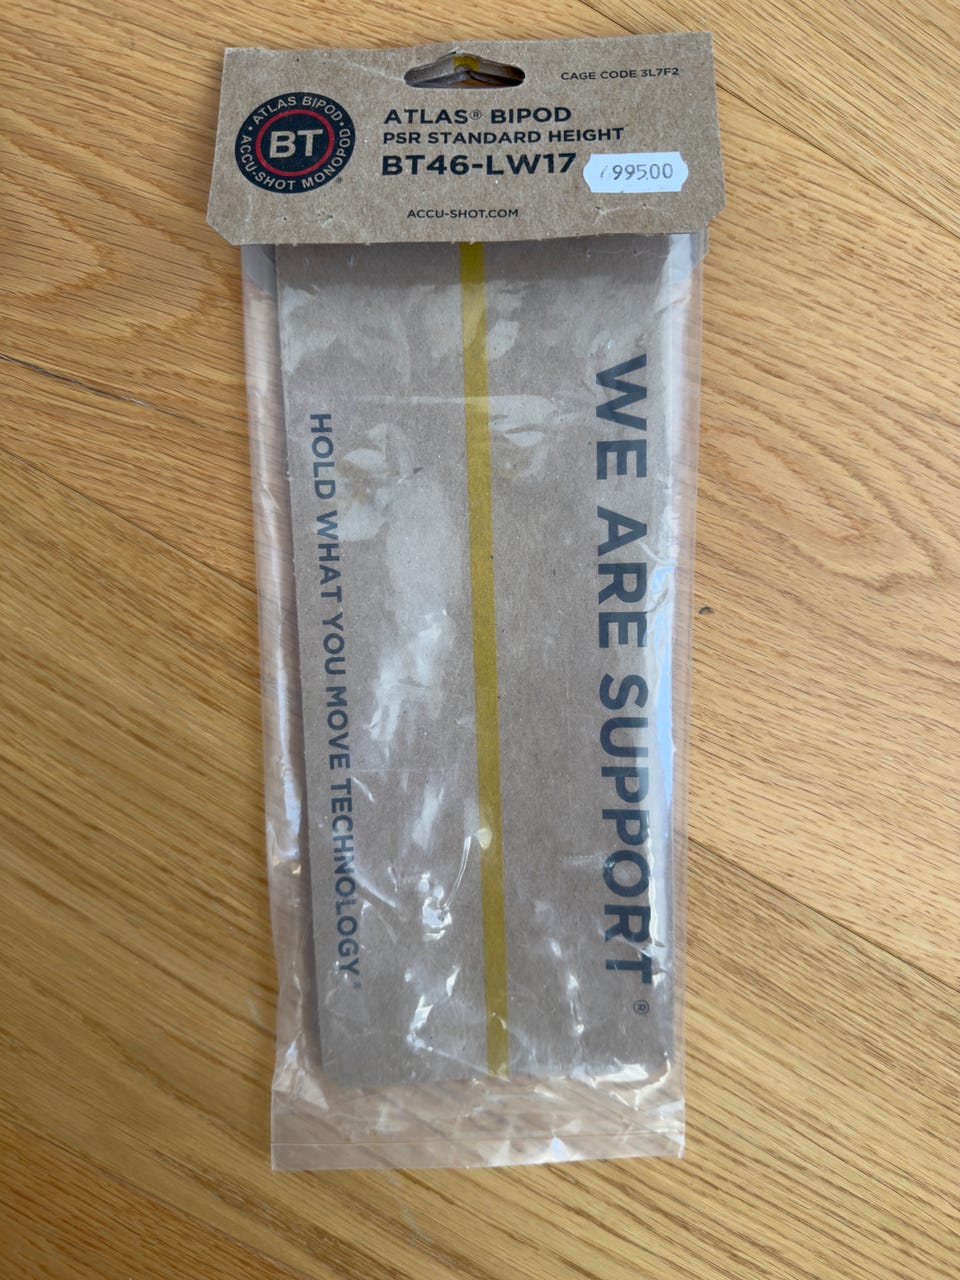 CAGE CODE 3L7F2
ATLAS BIPOD
BT
ACCU-SHOT MONOPOD®
ATLAS® BIPOD
PSR STANDARD HEIGHT
BT46-LW17
995.00
ACCU-SHOT.COM
WE ARE SUPPORT®
HOLD WHAT YOU MOVE TECHNOLOGY®